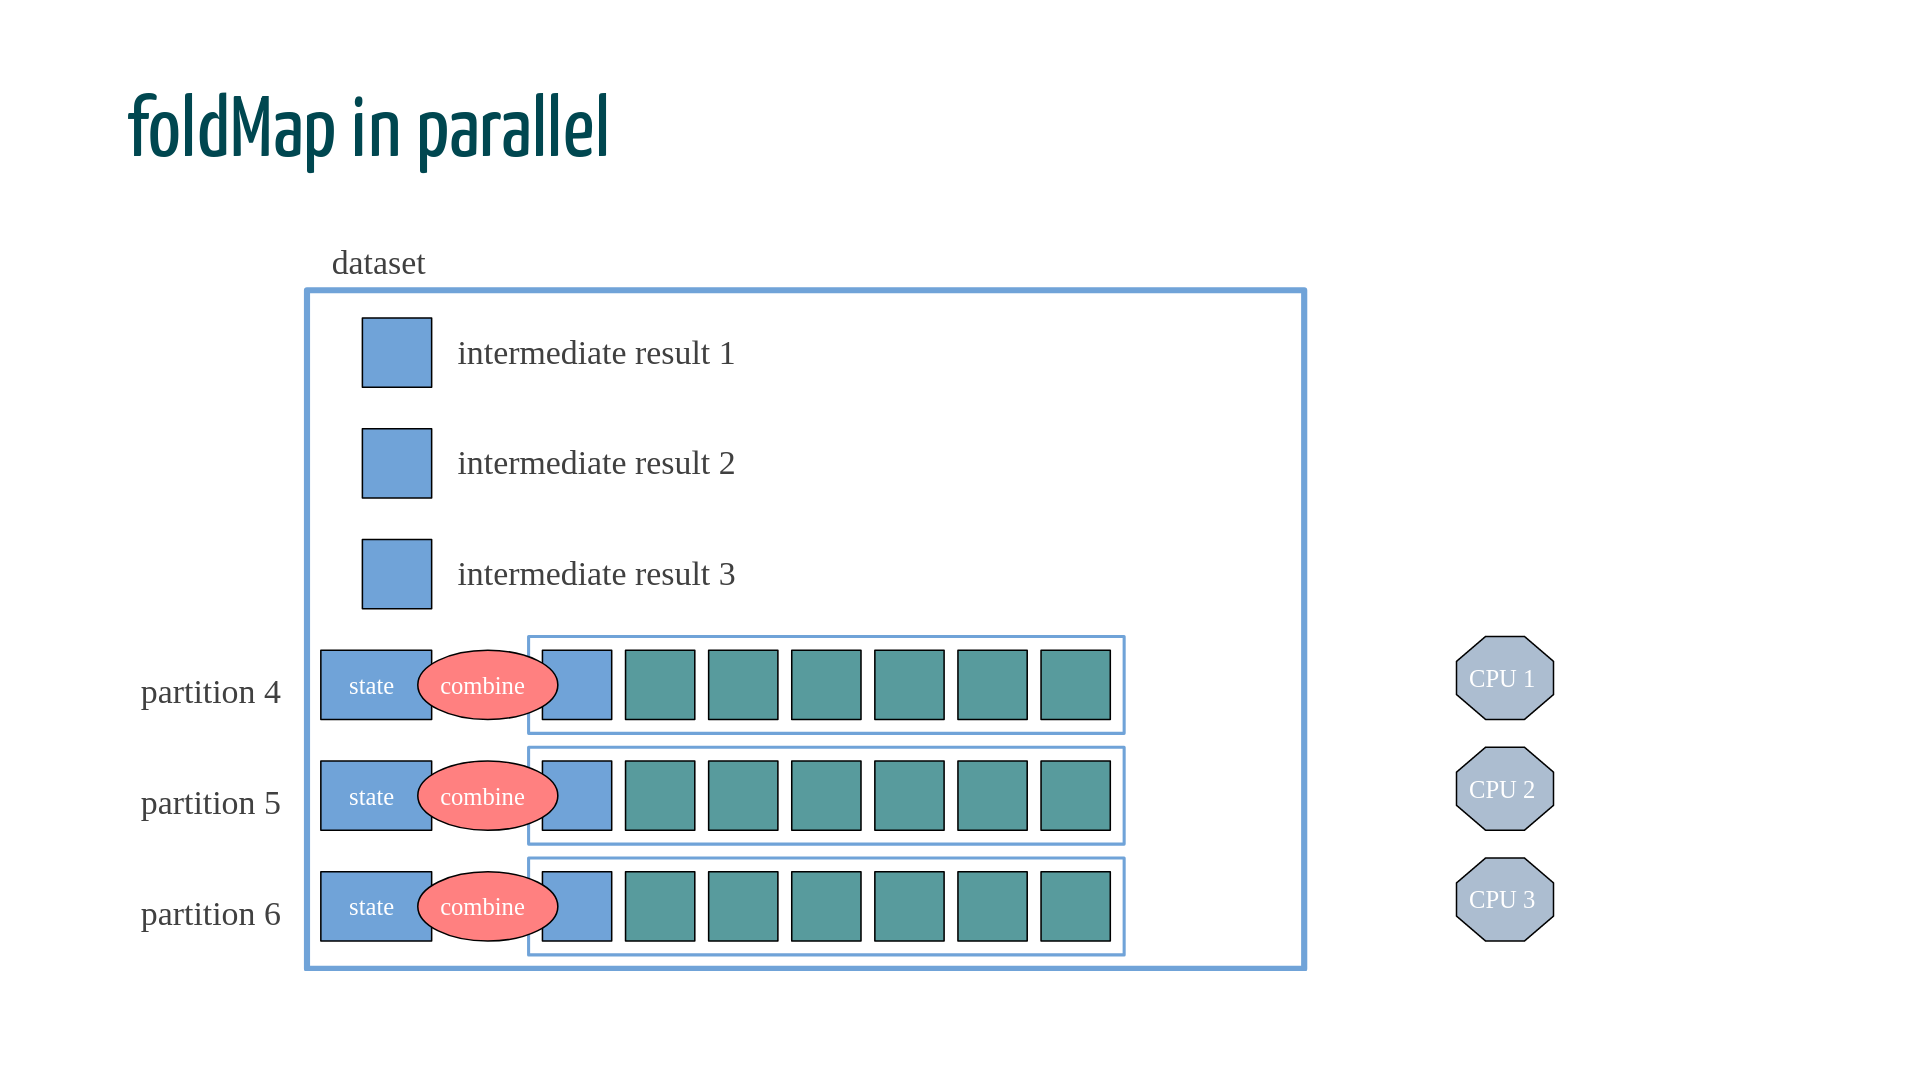 foldMap in parallel
dataset
intermediate result 1
intermediate result 2
intermediate result 3
partition 4 state combine CPU 1
partition 5 state combine CPU 2
partition 6 state combine CPU 3